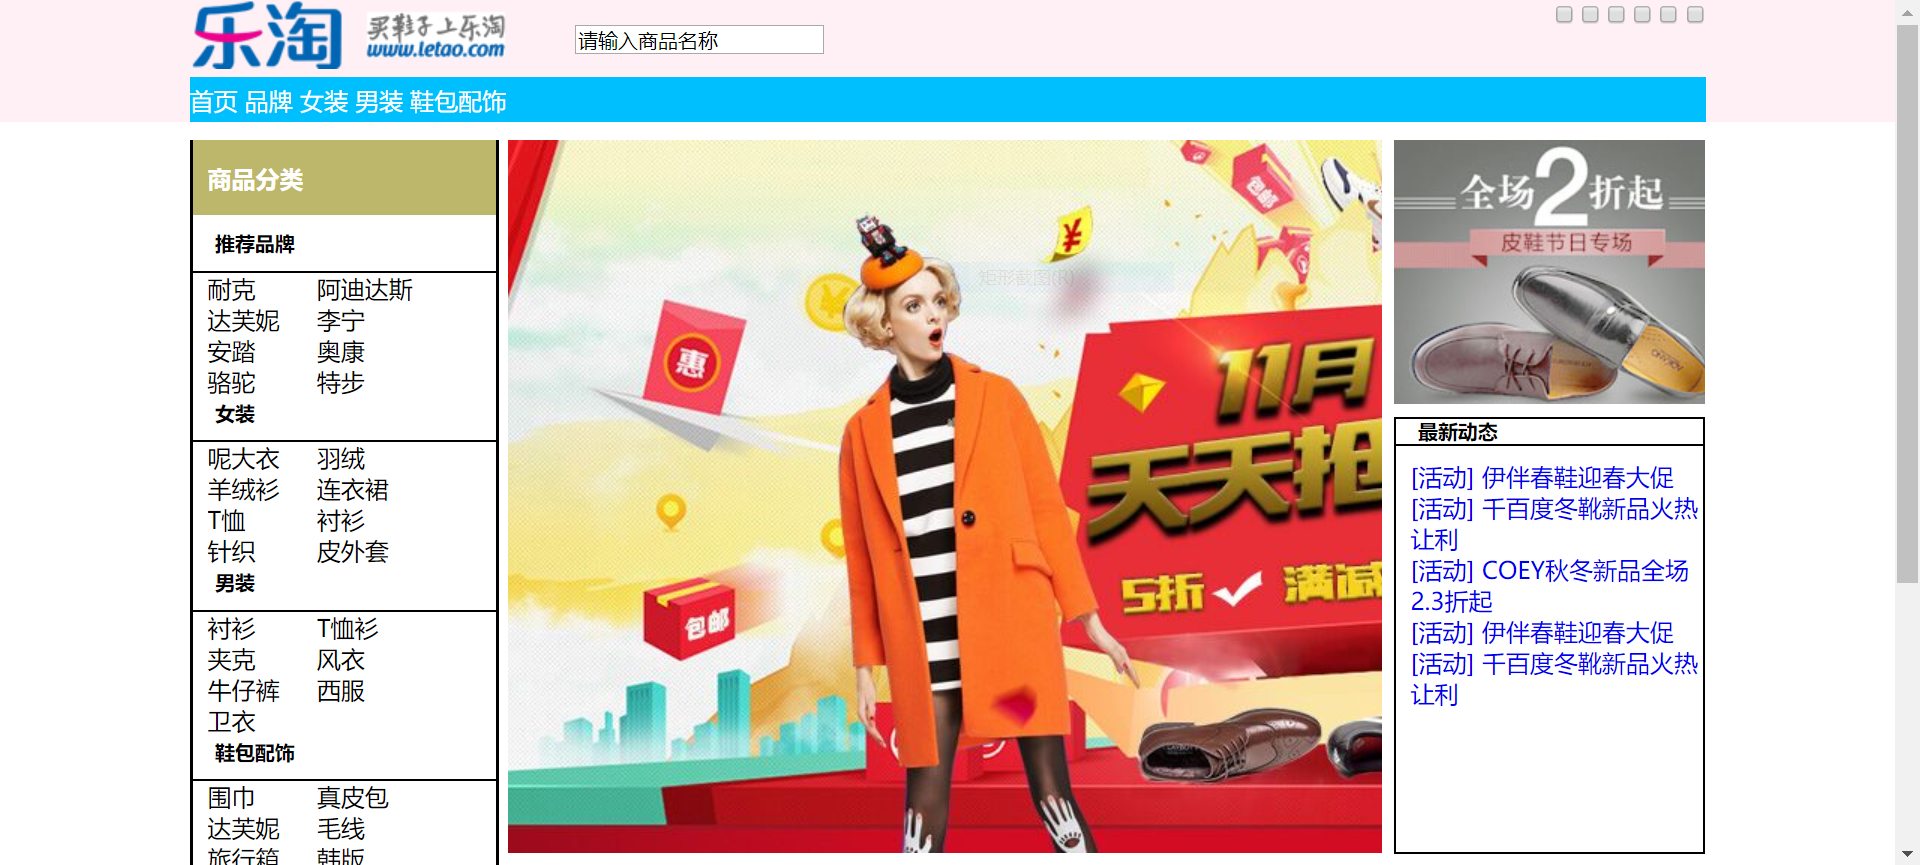 乐淘
买鞋子上乐淘
www.letao.com
请输入商品名称
首页 品牌 女装 男装 鞋包配饰
商品分类
推荐品牌
耐克 阿迪达斯
达芙妮 李宁
安踏 奥康
骆驼 特步
女装
呢大衣 羽绒
羊绒衫 连衣裙
T恤 衬衫
针织 皮外套
男装
衬衫 T恤衫
夹克 风衣
牛仔裤 西服
卫衣
鞋包配饰
围巾 真皮包
达芙妮 毛线
旅行箱 韩版
包邮
¥
矩形截图(R)
¥
惠
11月
天天抢
5折 满减
包邮
全场2折起
皮鞋节日专场
最新动态
[活动] 伊伴春鞋迎春大促
[活动] 千百度冬靴新品火热
让利
[活动] COEY秋冬新品全场
2.3折起
[活动] 伊伴春鞋迎春大促
[活动] 千百度冬靴新品火热
让利